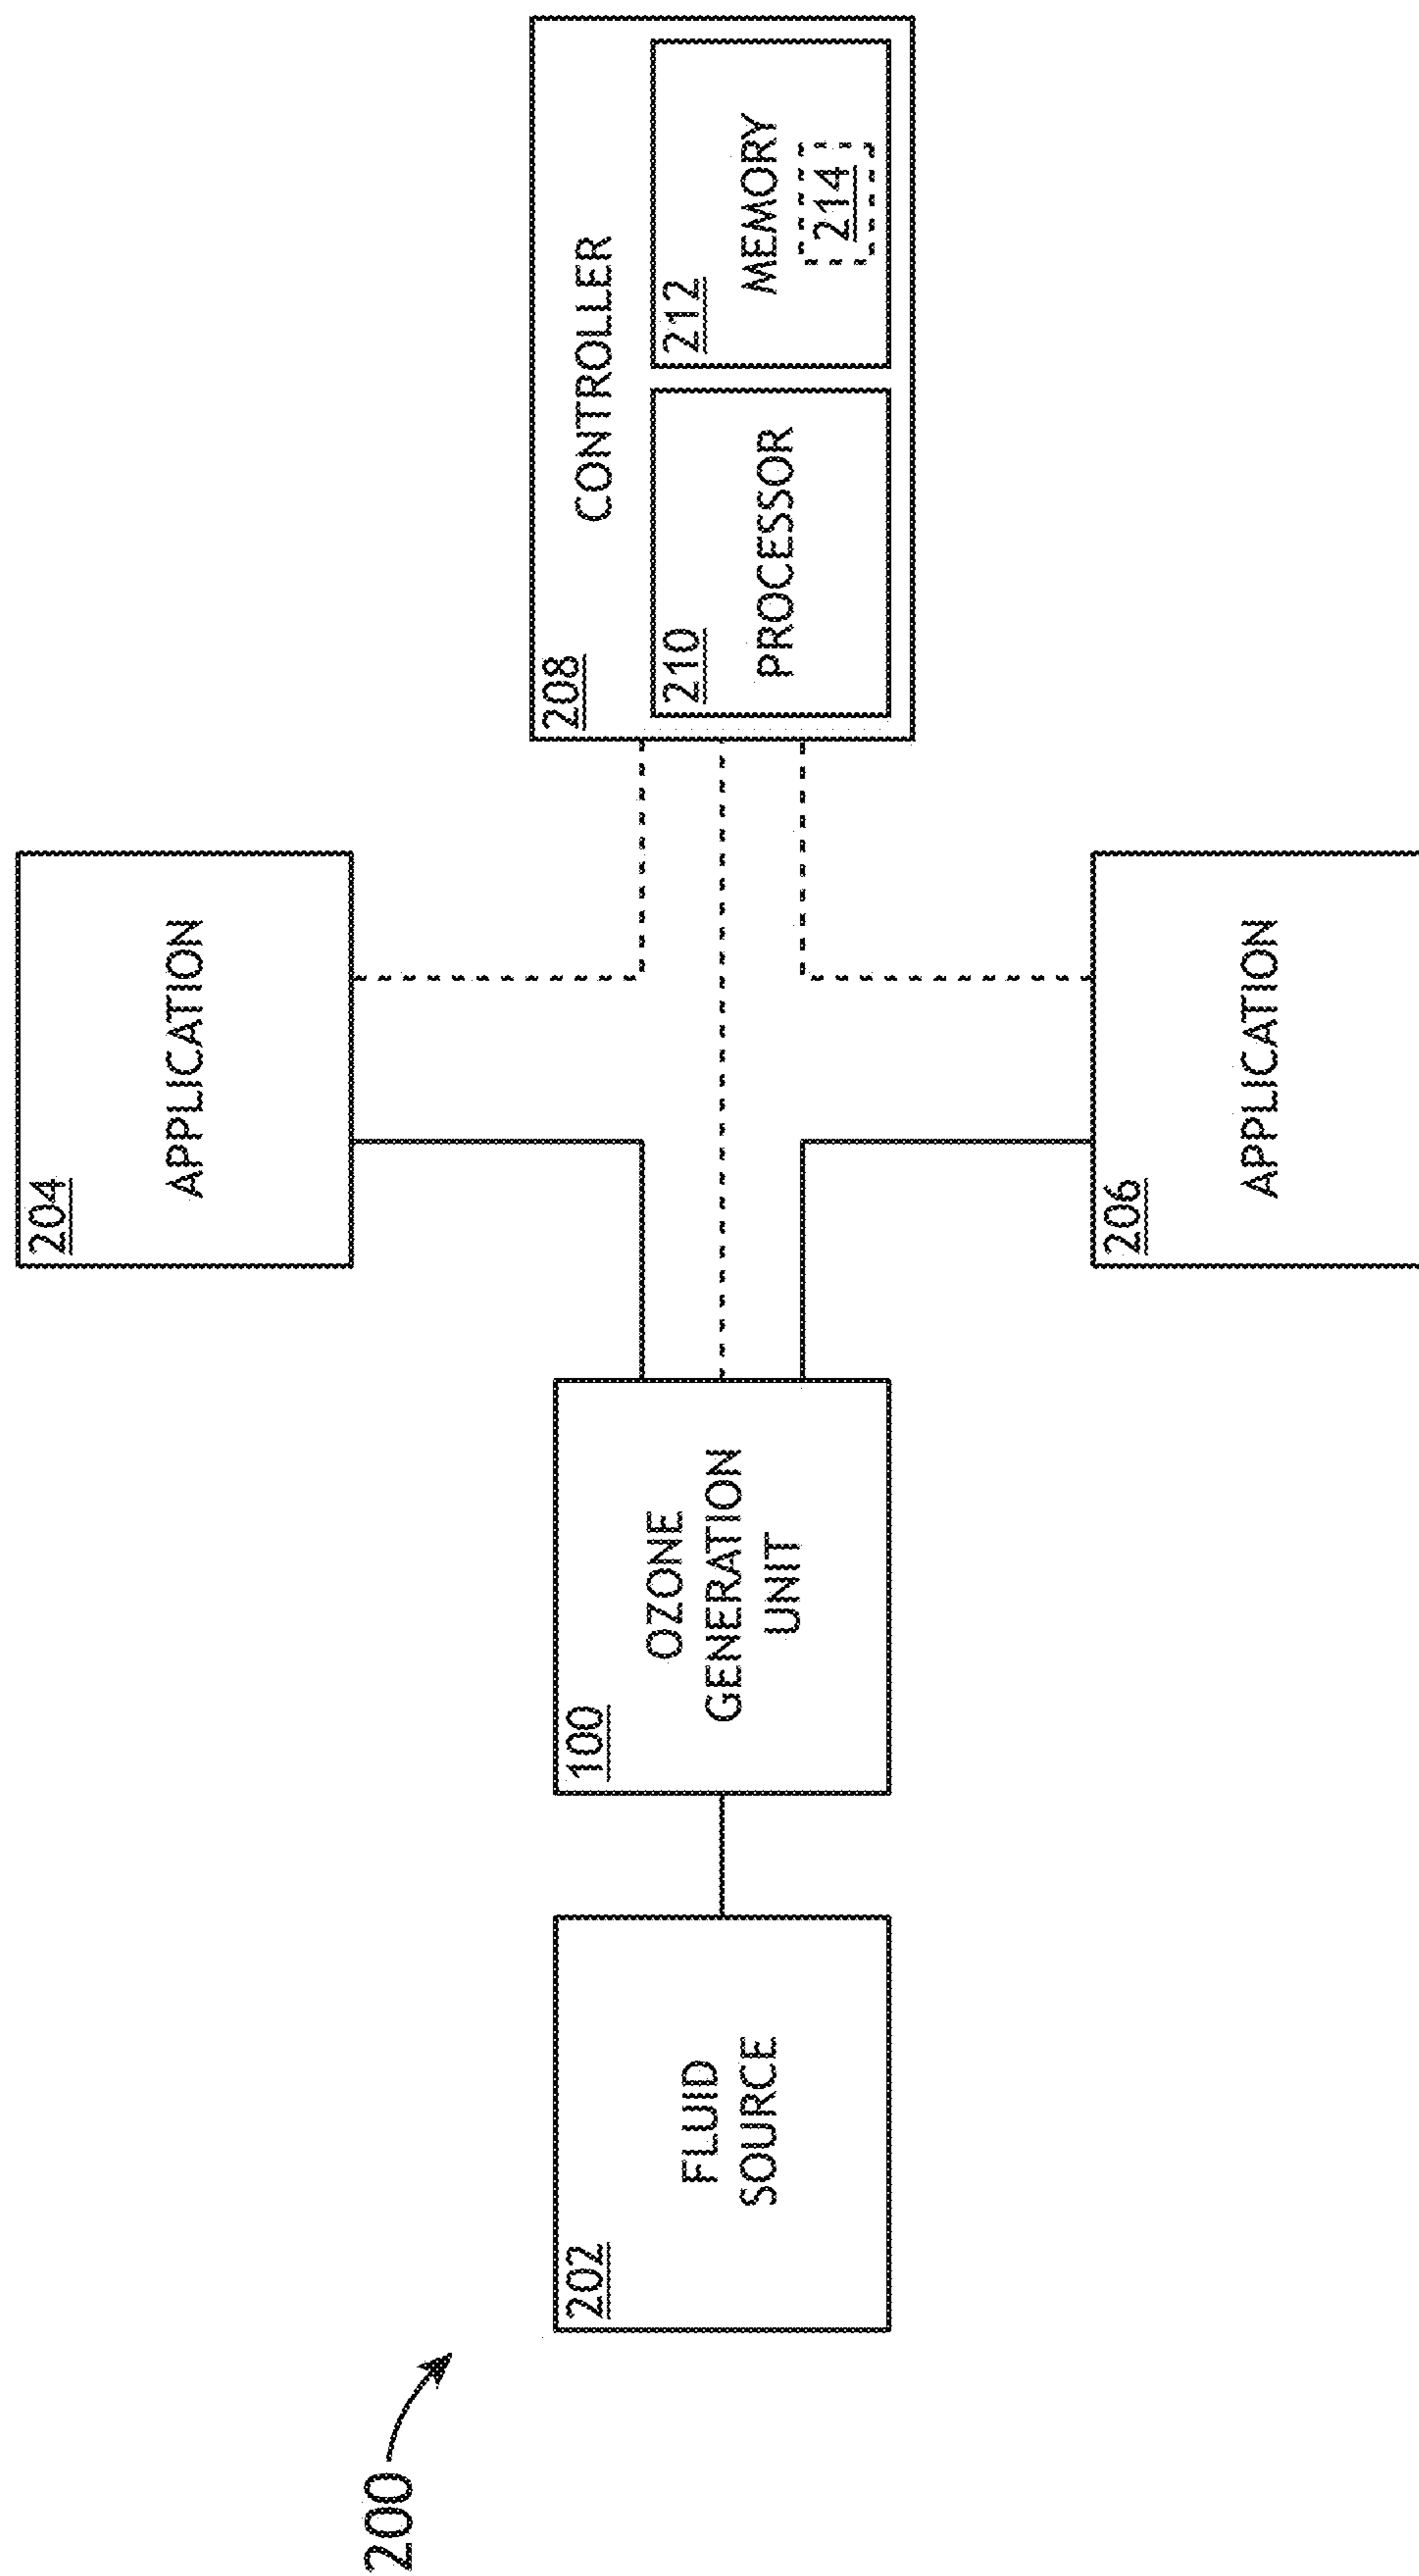 200
202
FLUID
SOURCE
100
OZONE
GENERATION
UNIT
204
APPLICATION
206
APPLICATION
208
CONTROLLER
210
PROCESSOR
212
MEMORY
214